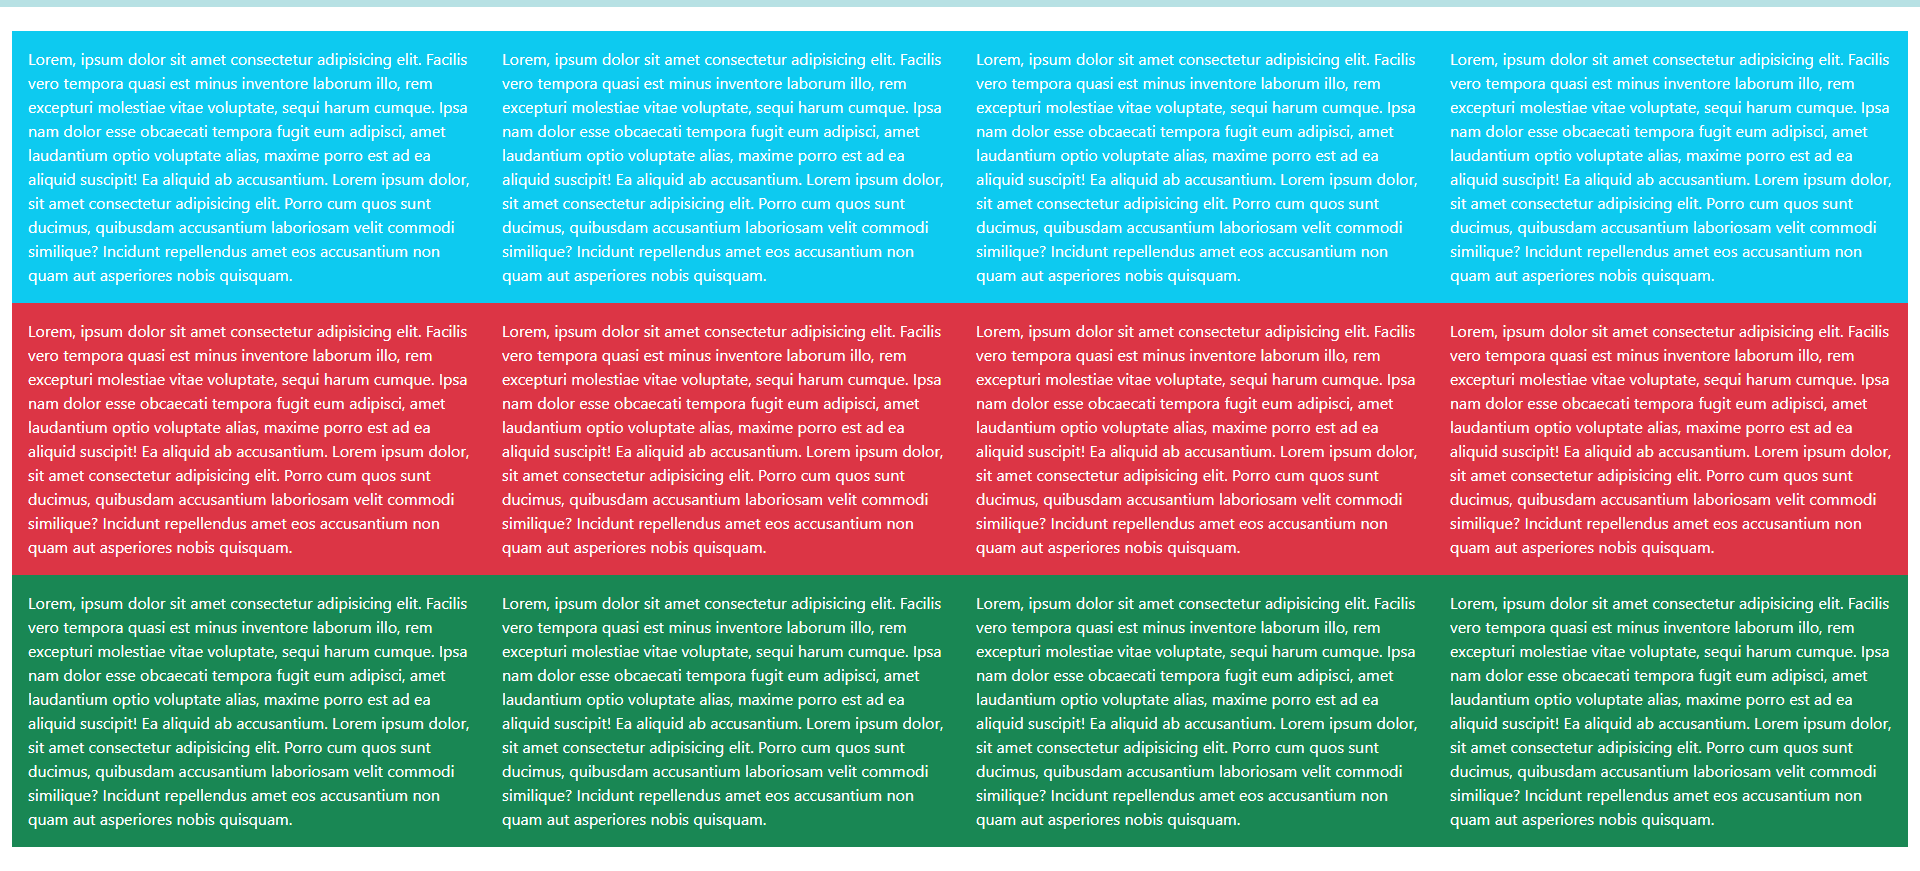 Lorem, ipsum dolor sit amet consectetur adipisicing elit. Facilis
vero tempora quasi est minus inventore laborum illo, rem
excepturi molestiae vitae voluptate, sequi harum cumque. Ipsa
nam dolor esse obcaecati tempora fugit eum adipisci, amet
laudantium optio voluptate alias, maxime porro est ad ea
aliquid suscipit! Ea aliquid ab accusantium. Lorem ipsum dolor,
sit amet consectetur adipisicing elit. Porro cum quos sunt
ducimus, quibusdam accusantium laboriosam velit commodi
similique? Incidunt repellendus amet eos accusantium non
quam aut asperiores nobis quisquam.
Lorem, ipsum dolor sit amet consectetur adipisicing elit. Facilis
vero tempora quasi est minus inventore laborum illo, rem
excepturi molestiae vitae voluptate, sequi harum cumque. Ipsa
nam dolor esse obcaecati tempora fugit eum adipisci, amet
laudantium optio voluptate alias, maxime porro est ad ea
aliquid suscipit! Ea aliquid ab accusantium. Lorem ipsum dolor,
sit amet consectetur adipisicing elit. Porro cum quos sunt
ducimus, quibusdam accusantium laboriosam velit commodi
similique? Incidunt repellendus amet eos accusantium non
quam aut asperiores nobis quisquam.
Lorem, ipsum dolor sit amet consectetur adipisicing elit. Facilis
vero tempora quasi est minus inventore laborum illo, rem
excepturi molestiae vitae voluptate, sequi harum cumque. Ipsa
nam dolor esse obcaecati tempora fugit eum adipisci, amet
laudantium optio voluptate alias, maxime porro est ad ea
aliquid suscipit! Ea aliquid ab accusantium. Lorem ipsum dolor,
sit amet consectetur adipisicing elit. Porro cum quos sunt
ducimus, quibusdam accusantium laboriosam velit commodi
similique? Incidunt repellendus amet eos accusantium non
quam aut asperiores nobis quisquam.
Lorem, ipsum dolor sit amet consectetur adipisicing elit. Facilis
vero tempora quasi est minus inventore laborum illo, rem
excepturi molestiae vitae voluptate, sequi harum cumque. Ipsa
nam dolor esse obcaecati tempora fugit eum adipisci, amet
laudantium optio voluptate alias, maxime porro est ad ea
aliquid suscipit! Ea aliquid ab accusantium. Lorem ipsum dolor,
sit amet consectetur adipisicing elit. Porro cum quos sunt
ducimus, quibusdam accusantium laboriosam velit commodi
similique? Incidunt repellendus amet eos accusantium non
quam aut asperiores nobis quisquam.
Lorem, ipsum dolor sit amet consectetur adipisicing elit. Facilis
vero tempora quasi est minus inventore laborum illo, rem
excepturi molestiae vitae voluptate, sequi harum cumque. Ipsa
nam dolor esse obcaecati tempora fugit eum adipisci, amet
laudantium optio voluptate alias, maxime porro est ad ea
aliquid suscipit! Ea aliquid ab accusantium. Lorem ipsum dolor,
sit amet consectetur adipisicing elit. Porro cum quos sunt
ducimus, quibusdam accusantium laboriosam velit commodi
similique? Incidunt repellendus amet eos accusantium non
quam aut asperiores nobis quisquam.
Lorem, ipsum dolor sit amet consectetur adipisicing elit. Facilis
vero tempora quasi est minus inventore laborum illo, rem
excepturi molestiae vitae voluptate, sequi harum cumque. Ipsa
nam dolor esse obcaecati tempora fugit eum adipisci, amet
laudantium optio voluptate alias, maxime porro est ad ea
aliquid suscipit! Ea aliquid ab accusantium. Lorem ipsum dolor,
sit amet consectetur adipisicing elit. Porro cum quos sunt
ducimus, quibusdam accusantium laboriosam velit commodi
similique? Incidunt repellendus amet eos accusantium non
quam aut asperiores nobis quisquam.
Lorem, ipsum dolor sit amet consectetur adipisicing elit. Facilis
vero tempora quasi est minus inventore laborum illo, rem
excepturi molestiae vitae voluptate, sequi harum cumque. Ipsa
nam dolor esse obcaecati tempora fugit eum adipisci, amet
laudantium optio voluptate alias, maxime porro est ad ea
aliquid suscipit! Ea aliquid ab accusantium. Lorem ipsum dolor,
sit amet consectetur adipisicing elit. Porro cum quos sunt
ducimus, quibusdam accusantium laboriosam velit commodi
similique? Incidunt repellendus amet eos accusantium non
quam aut asperiores nobis quisquam.
Lorem, ipsum dolor sit amet consectetur adipisicing elit. Facilis
vero tempora quasi est minus inventore laborum illo, rem
excepturi molestiae vitae voluptate, sequi harum cumque. Ipsa
nam dolor esse obcaecati tempora fugit eum adipisci, amet
laudantium optio voluptate alias, maxime porro est ad ea
aliquid suscipit! Ea aliquid ab accusantium. Lorem ipsum dolor,
sit amet consectetur adipisicing elit. Porro cum quos sunt
ducimus, quibusdam accusantium laboriosam velit commodi
similique? Incidunt repellendus amet eos accusantium non
quam aut asperiores nobis quisquam.
Lorem, ipsum dolor sit amet consectetur adipisicing elit. Facilis
vero tempora quasi est minus inventore laborum illo, rem
excepturi molestiae vitae voluptate, sequi harum cumque. Ipsa
nam dolor esse obcaecati tempora fugit eum adipisci, amet
laudantium optio voluptate alias, maxime porro est ad ea
aliquid suscipit! Ea aliquid ab accusantium. Lorem ipsum dolor,
sit amet consectetur adipisicing elit. Porro cum quos sunt
ducimus, quibusdam accusantium laboriosam velit commodi
similique? Incidunt repellendus amet eos accusantium non
quam aut asperiores nobis quisquam.
Lorem, ipsum dolor sit amet consectetur adipisicing elit. Facilis
vero tempora quasi est minus inventore laborum illo, rem
excepturi molestiae vitae voluptate, sequi harum cumque. Ipsa
nam dolor esse obcaecati tempora fugit eum adipisci, amet
laudantium optio voluptate alias, maxime porro est ad ea
aliquid suscipit! Ea aliquid ab accusantium. Lorem ipsum dolor,
sit amet consectetur adipisicing elit. Porro cum quos sunt
ducimus, quibusdam accusantium laboriosam velit commodi
similique? Incidunt repellendus amet eos accusantium non
quam aut asperiores nobis quisquam.
Lorem, ipsum dolor sit amet consectetur adipisicing elit. Facilis
vero tempora quasi est minus inventore laborum illo, rem
excepturi molestiae vitae voluptate, sequi harum cumque. Ipsa
nam dolor esse obcaecati tempora fugit eum adipisci, amet
laudantium optio voluptate alias, maxime porro est ad ea
aliquid suscipit! Ea aliquid ab accusantium. Lorem ipsum dolor,
sit amet consectetur adipisicing elit. Porro cum quos sunt
ducimus, quibusdam accusantium laboriosam velit commodi
similique? Incidunt repellendus amet eos accusantium non
quam aut asperiores nobis quisquam.
Lorem, ipsum dolor sit amet consectetur adipisicing elit. Facilis
vero tempora quasi est minus inventore laborum illo, rem
excepturi molestiae vitae voluptate, sequi harum cumque. Ipsa
nam dolor esse obcaecati tempora fugit eum adipisci, amet
laudantium optio voluptate alias, maxime porro est ad ea
aliquid suscipit! Ea aliquid ab accusantium. Lorem ipsum dolor,
sit amet consectetur adipisicing elit. Porro cum quos sunt
ducimus, quibusdam accusantium laboriosam velit commodi
similique? Incidunt repellendus amet eos accusantium non
quam aut asperiores nobis quisquam.